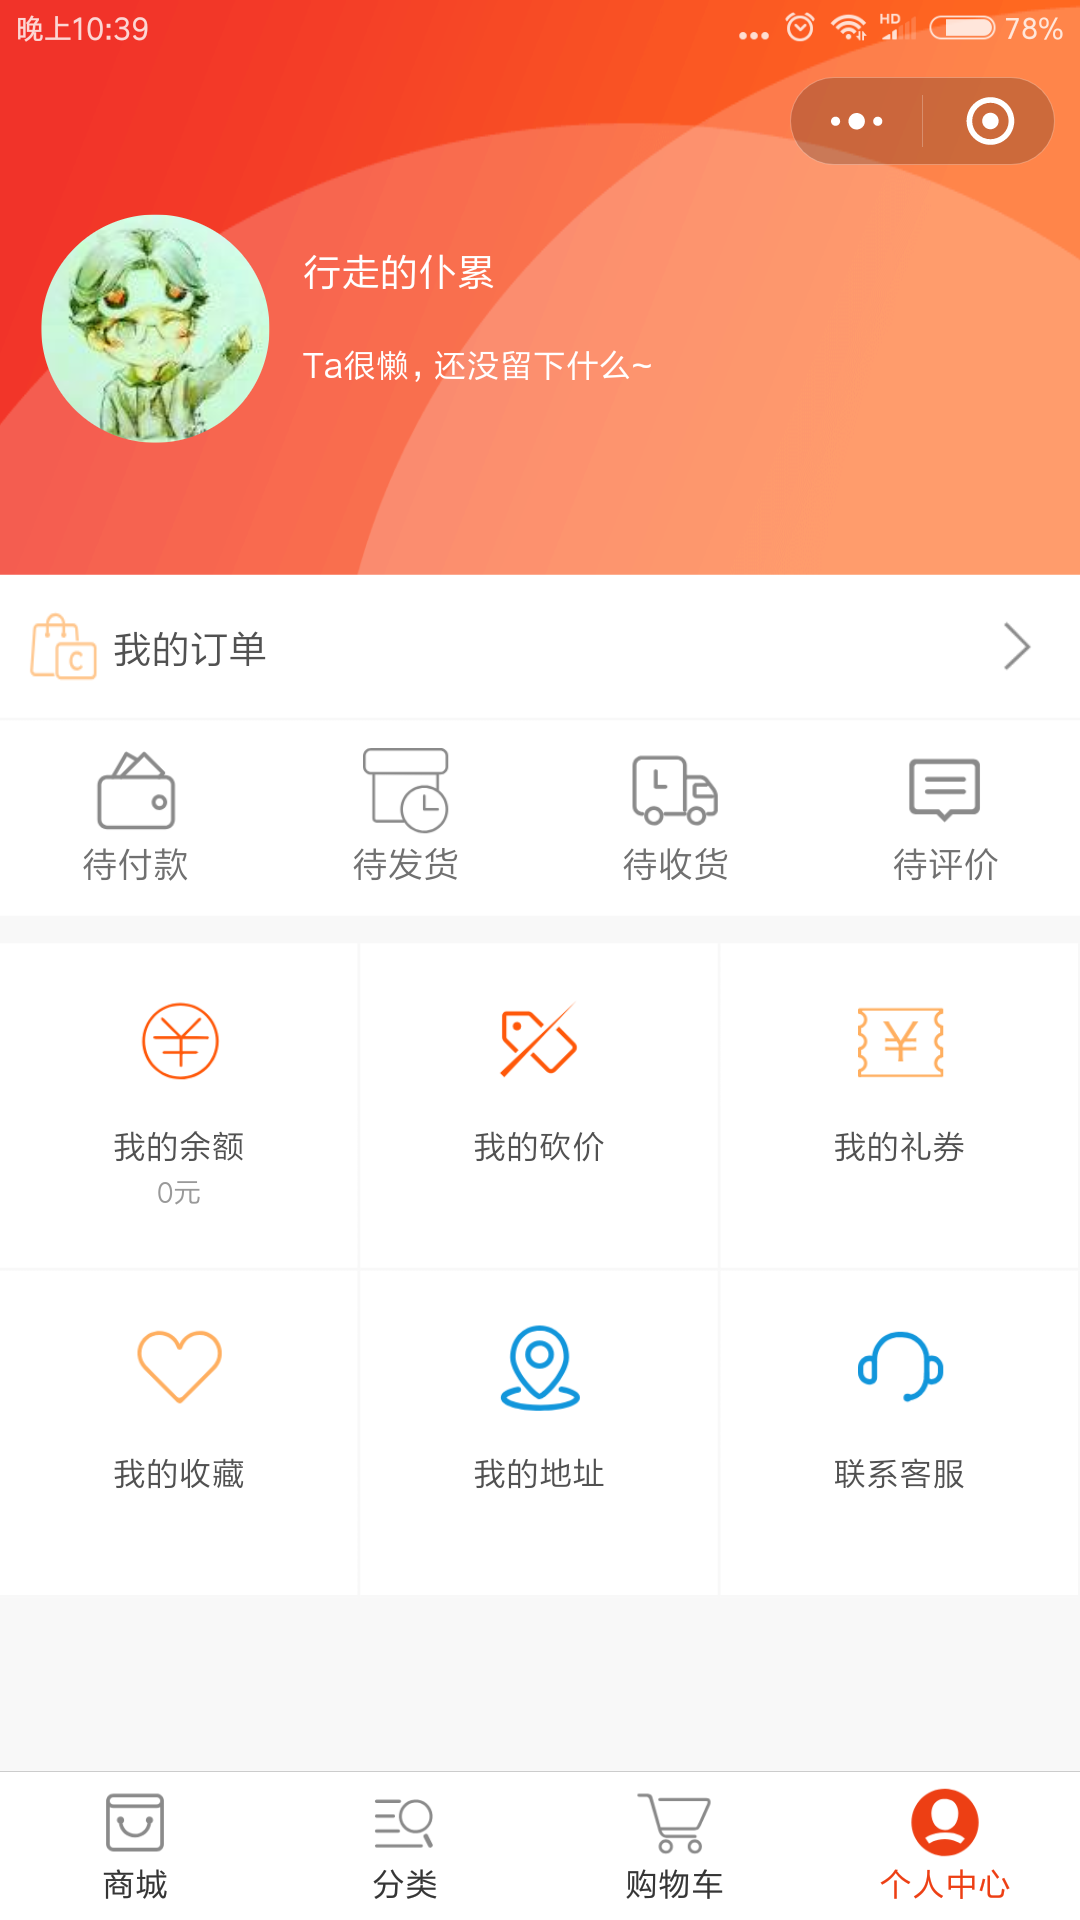 晚上10:39
HD
78%
行走的仆累
Ta很懒，还没留下什么~
C
我的订单
待付款 待发货 待收货 待评价
我的余额 我的砍价 我的礼券
0元
我的收藏 我的地址 联系客服
商城 分类 购物车 个人中心